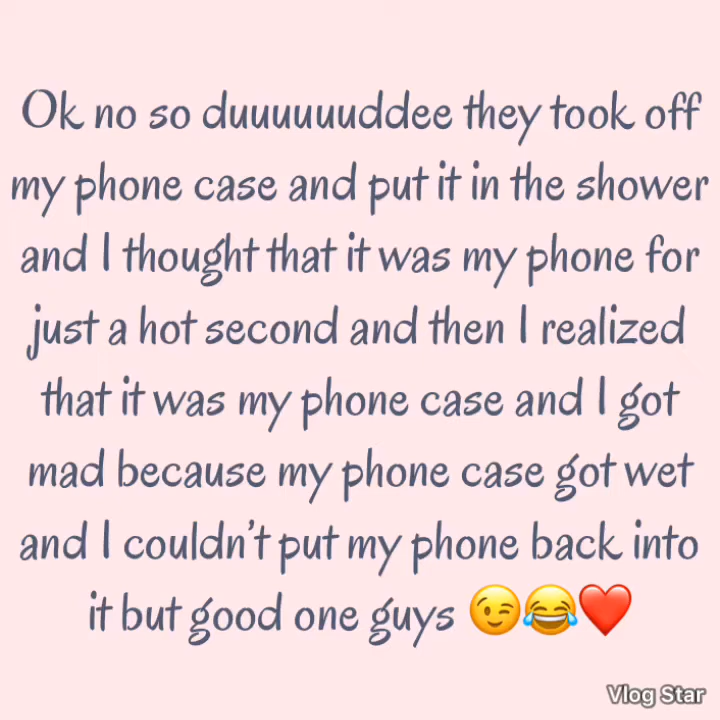 Ok no so duuuuuuddee they took off
my phone case and put it in the shower
and I thought that it was my phone for
just a hot second and then I realized
that it was my phone case and I got
mad because my phone case got wet
and I couldn't put my phone back into
it but good one guys 😉😂❤️
Vlog Star